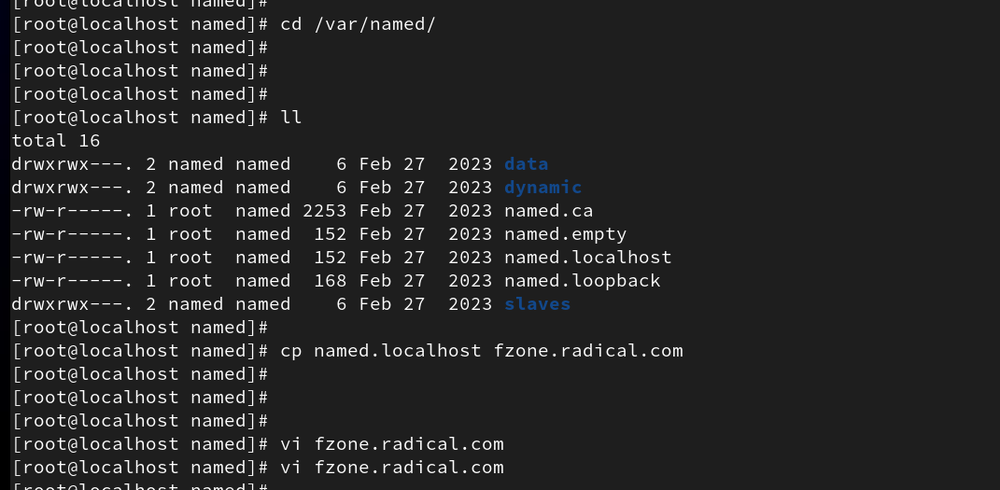 [root@localhost named]#
[root@localhost named]# cd /var/named/
[root@localhost named]#
[root@localhost named]#
[root@localhost named]#
[root@localhost named]# ll
total 16
drwxrwx---. 2 named named    6 Feb 27  2023 data
drwxrwx---. 2 named named    6 Feb 27  2023 dynamic
-rw-r-----. 1 root  named 2253 Feb 27  2023 named.ca
-rw-r-----. 1 root  named  152 Feb 27  2023 named.empty
-rw-r-----. 1 root  named  152 Feb 27  2023 named.localhost
-rw-r-----. 1 root  named  168 Feb 27  2023 named.loopback
drwxrwx---. 2 named named    6 Feb 27  2023 slaves
[root@localhost named]#
[root@localhost named]# cp named.localhost fzone.radical.com
[root@localhost named]#
[root@localhost named]#
[root@localhost named]#
[root@localhost named]# vi fzone.radical.com
[root@localhost named]# vi fzone.radical.com
[root@localhost named]#